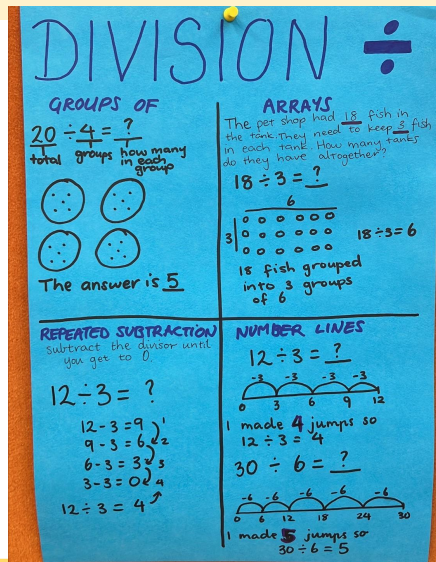 DIVISION ÷
GROUPS OF
20 ÷ 4 = ?
total groups how many
in each
group
The answer is 5
ARRAYS
The pet shop had 18 fish in
the tank. They need to keep 3 fish
in each tank. How many tanks
do they have altogether?
18 ÷ 3 = ?
6
3
18 ÷ 3 = 6
18 fish grouped
into 3 groups
of 6
REPEATED SUBTRACTION
subtract the divisor until
you get to 0.
12 ÷ 3 = ?
12 - 3 = 9 1
9 - 3 = 6 2
6 - 3 = 3 3
3 - 3 = 0 4
12 ÷ 3 = 4
NUMBER LINES
12 ÷ 3 = ?
-3 -3 -3 -3
0 3 6 9 12
I made 4 jumps so
12 ÷ 3 = 4
30 ÷ 6 = ?
-6 -6 -6 -6 -6
0 6 12 18 24 30
I made 5 jumps so
30 ÷ 6 = 5